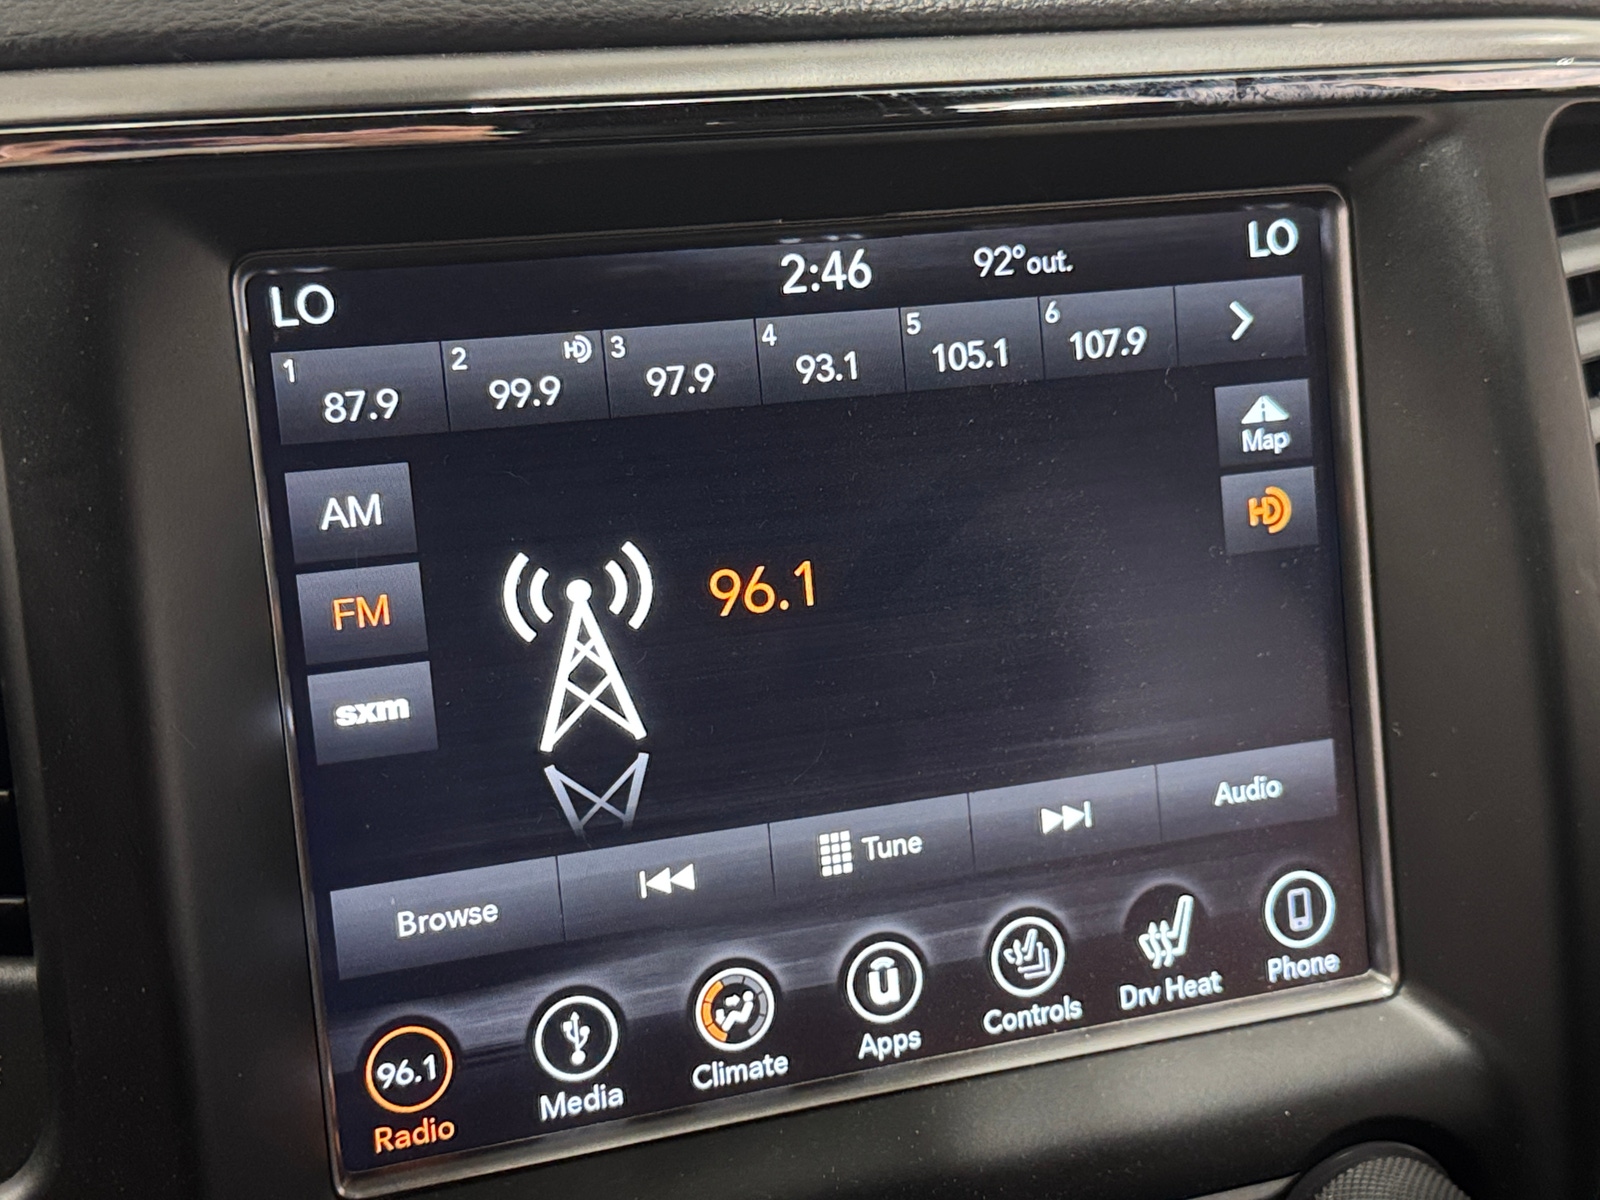 LO 2:46 92°out. LO
1 87.9 2 99.9 HD 3 97.9 4 93.1 5 105.1 6 107.9
Map
AM
HD
FM 96.1
sxm
Browse Tune Audio
96.1
Radio Media Climate Apps Controls Drv Heat Phone